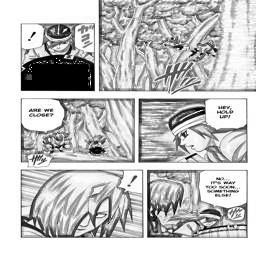 !
ARE WE
CLOSE?
HEY,
HOLD
UP!
!
NO...
IT'S WAY
TOO SOON...
SOMETHING
ELSE!